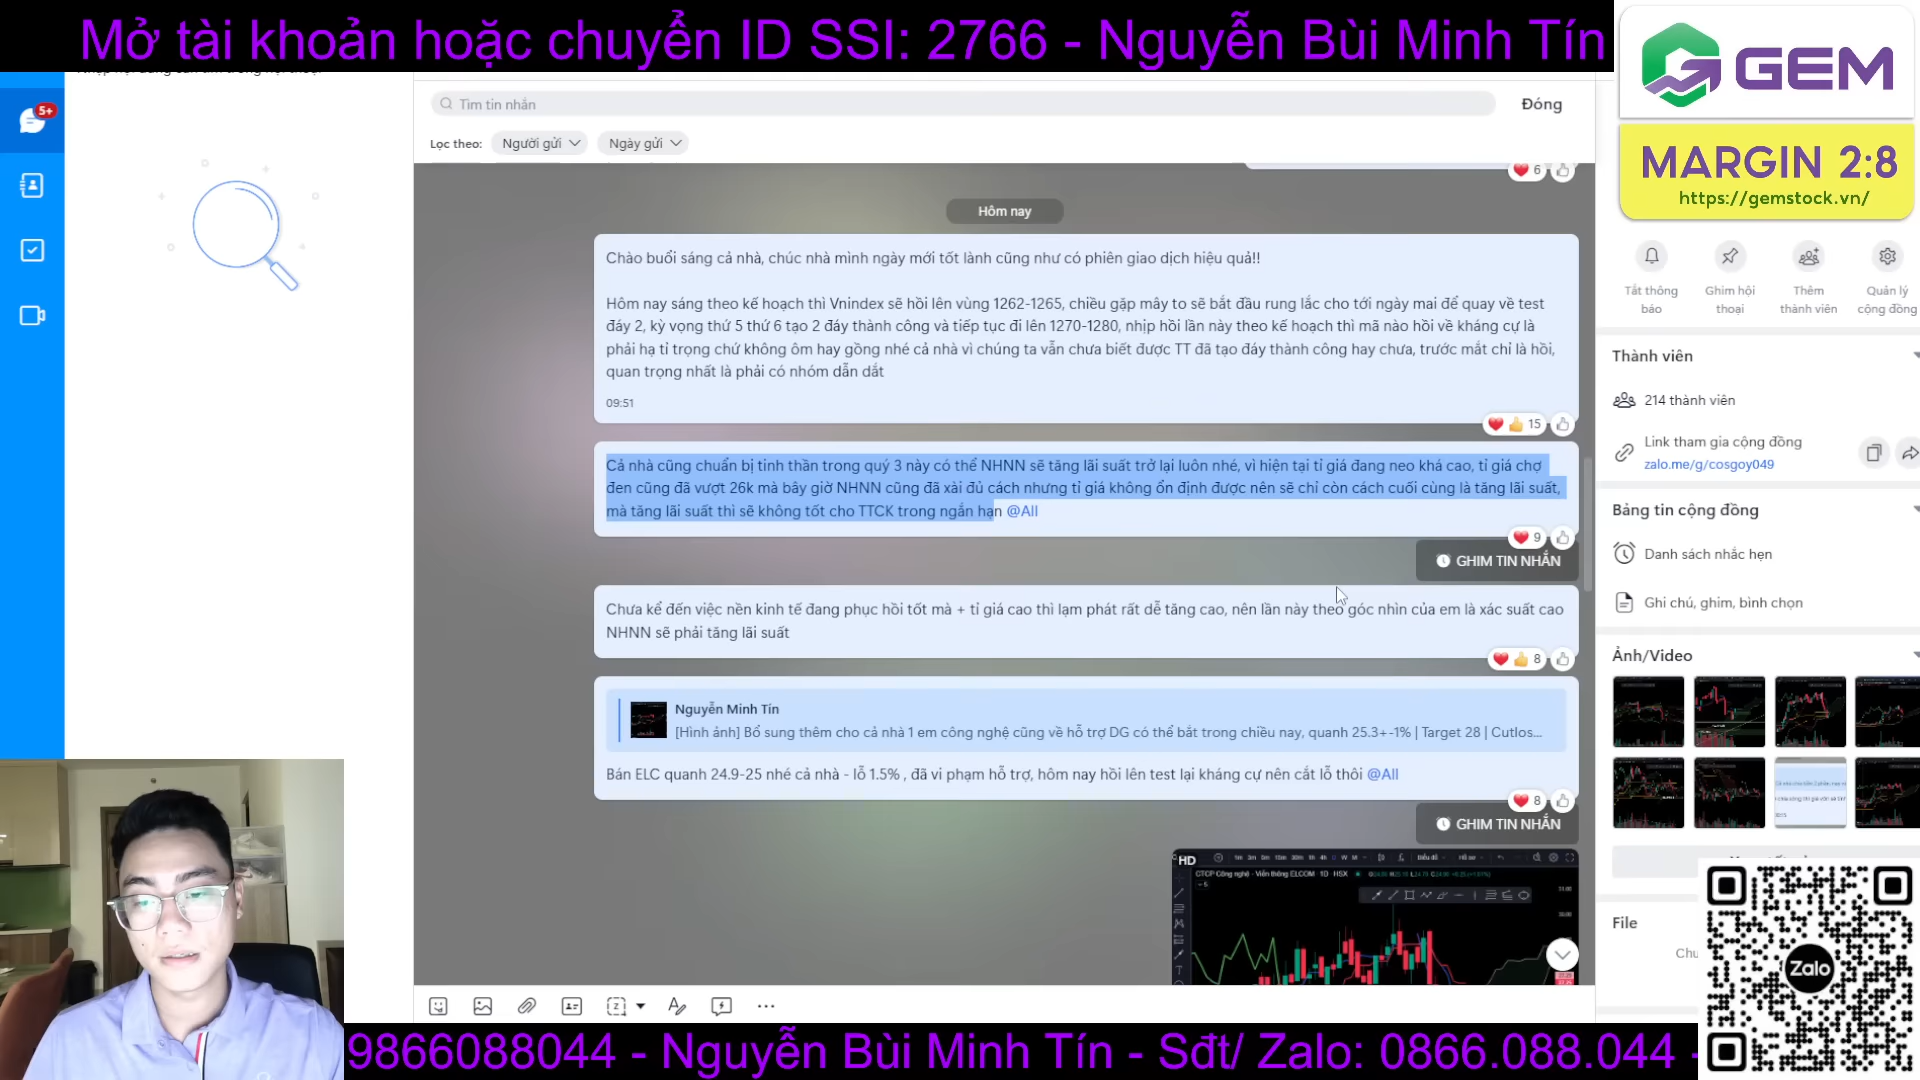 Mở tài khoản hoặc chuyển ID SSI: 2766 - Nguyễn Bùi Minh Tín
GEM
MARGIN 2:8
https://gemstock.vn/
5+
Tìm tin nhắn
Đóng
Lọc theo:
Người gửi
Ngày gửi
6
Hôm nay
Chào buổi sáng cả nhà, chúc nhà mình ngày mới tốt lành cũng như có phiên giao dịch hiệu quả!!
Hôm nay sáng theo kế hoạch thì Vnindex sẽ hồi lên vùng 1262-1265, chiều gặp mây to sẽ bắt đầu rung lắc cho tới ngày mai để quay về test
đáy 2, kỳ vọng thứ 5 thứ 6 tạo 2 đáy thành công và tiếp tục đi lên 1270-1280, nhịp hồi lần này theo kế hoạch thì mã nào hồi về kháng cự là
phải hạ tỉ trọng chứ không ôm hay gồng nhé cả nhà vì chúng ta vẫn chưa biết được TT đã tạo đáy thành công hay chưa, trước mắt chỉ là hồi,
quan trọng nhất là phải có nhóm dẫn dắt
09:51
15
Cả nhà cũng chuẩn bị tinh thần trong quý 3 này có thể NHNN sẽ tăng lãi suất trở lại luôn nhé, vì hiện tại tỉ giá đang neo khá cao, tỉ giá chợ
đen cũng đã vượt 26k mà bây giờ NHNN cũng đã xài đủ cách nhưng tỉ giá không ổn định được nên sẽ chỉ còn cách cuối cùng là tăng lãi suất,
mà tăng lãi suất thì sẽ không tốt cho TTCK trong ngắn hạn @All
9
GHIM TIN NHẮN
Chưa kể đến việc nền kinh tế đang phục hồi tốt mà + tỉ giá cao thì lạm phát rất dễ tăng cao, nên lần này theo góc nhìn của em là xác suất cao
NHNN sẽ phải tăng lãi suất
8
Nguyễn Minh Tín
[Hình ảnh] Bổ sung thêm cho cả nhà 1 em công nghệ cũng về hỗ trợ DG có thể bắt trong chiều nay, quanh 25.3+-1% | Target 28 | Cutlos...
Bán ELC quanh 24.9-25 nhé cả nhà - lỗ 1.5% , đã vi phạm hỗ trợ, hôm nay hồi lên test lại kháng cự nên cắt lỗ thôi @All
8
GHIM TIN NHẮN
HD
CTCP Công nghệ - Viễn thông ELCOM · 1D · HSX
Tắt thông
báo
Ghim hội
thoại
Thêm
thành viên
Quản lý
cộng đồng
Thành viên
214 thành viên
Link tham gia cộng đồng
zalo.me/g/cosgoy049
Bảng tin cộng đồng
Danh sách nhắc hẹn
Ghi chú, ghim, bình chọn
Ảnh/Video
File
Zalo
9866088044 - Nguyễn Bùi Minh Tín - Sđt/ Zalo: 0866.088.044 -